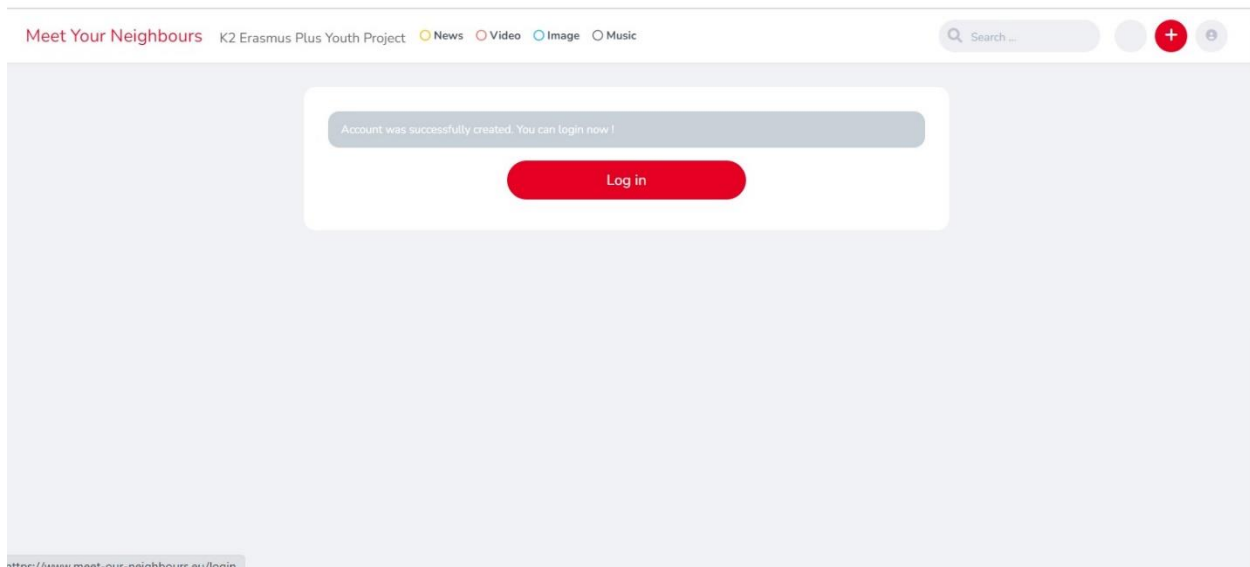 Meet Your Neighbours K2 Erasmus Plus Youth Project News Video Image Music Search ...
Account was successfully created. You can login now !
Log in
https://www.meet-our-neighbours.eu/login